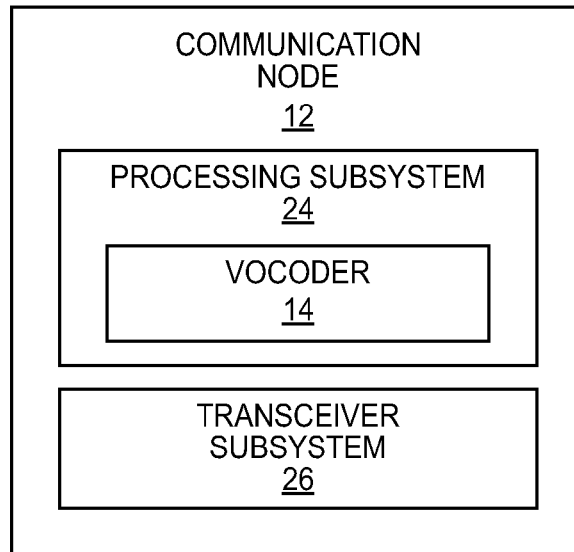 COMMUNICATION
NODE
12
PROCESSING SUBSYSTEM
24
VOCODER
14
TRANSCEIVER
SUBSYSTEM
26